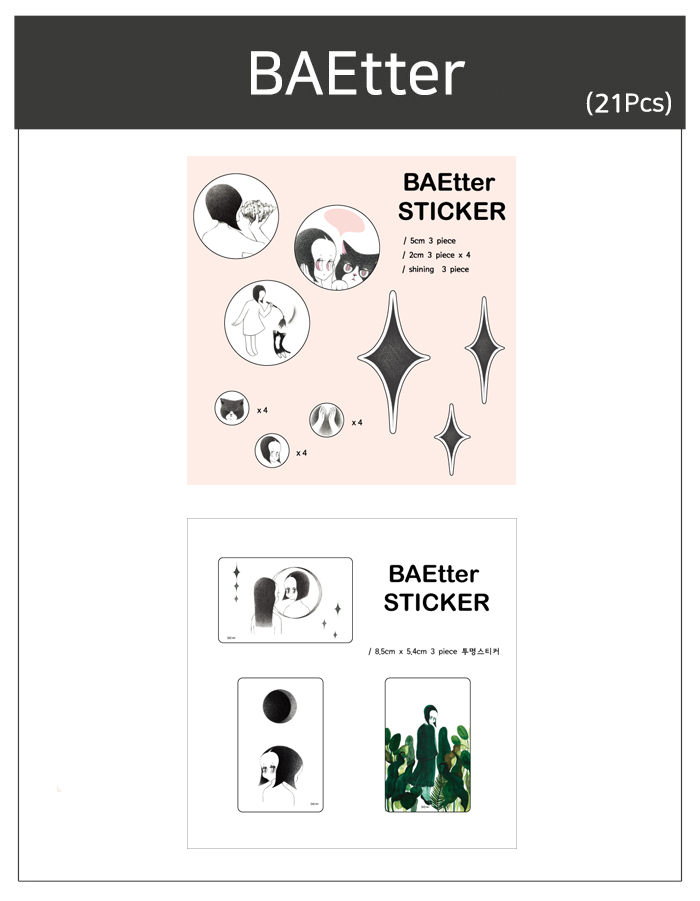 BAEtter
(21Pcs)
BAEtter
STICKER
/ 5cm 3 piece
/ 2cm 3 piece x 4
/ shining 3 piece
x 4
x 4
x 4
BAEtter
STICKER
/ 8.5cm x 5.4cm 3 piece 투명스티커